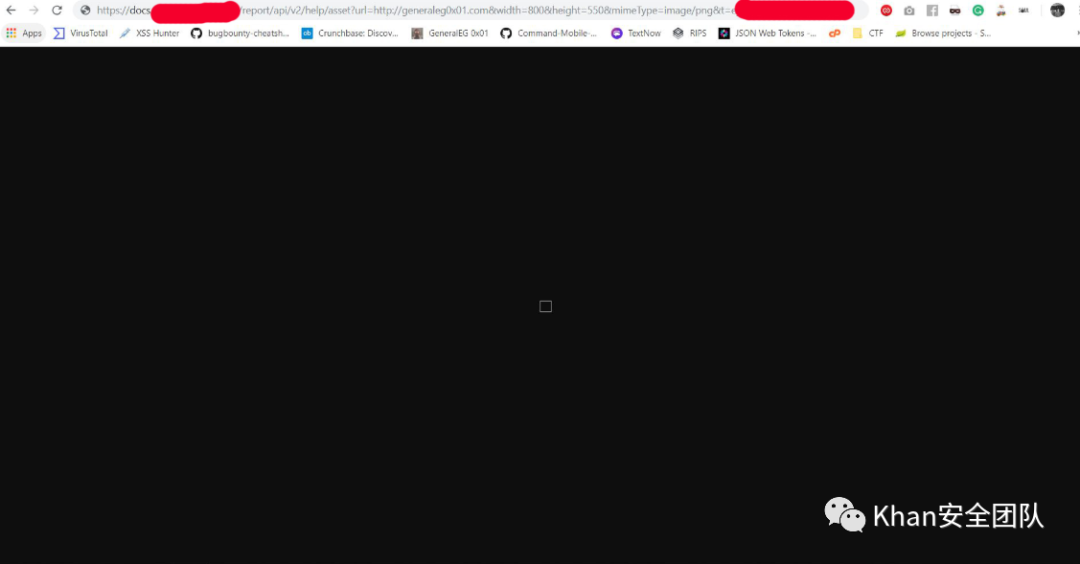 https://docs. /report/api/v2/help/asset?url=http://generaleg0x01.com&width=800&height=550&mimeType=image/png&t=
Apps VirusTotal XSS Hunter bugbounty-cheatsh... Crunchbase: Discov... GeneralEG 0x01 Command-Mobile-... TextNow RIPS JSON Web Tokens -... CTF Browse projects - S...
Khan安全团队